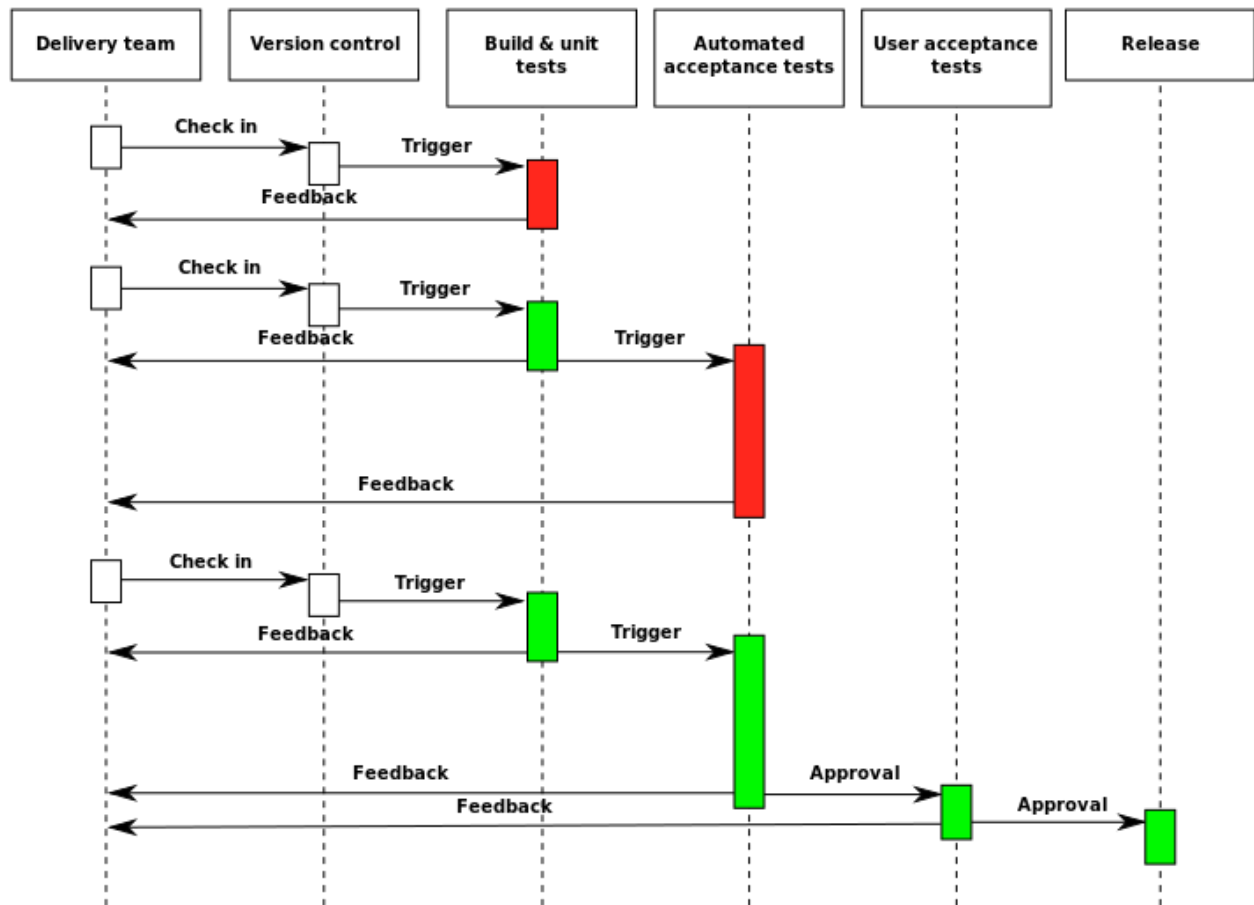 Delivery team
Version control
Build & unit
tests
Automated
acceptance tests
User acceptance
tests
Release
Check in
Trigger
Feedback
Check in
Trigger
Feedback
Trigger
Feedback
Check in
Trigger
Feedback
Trigger
Feedback
Approval
Feedback
Approval